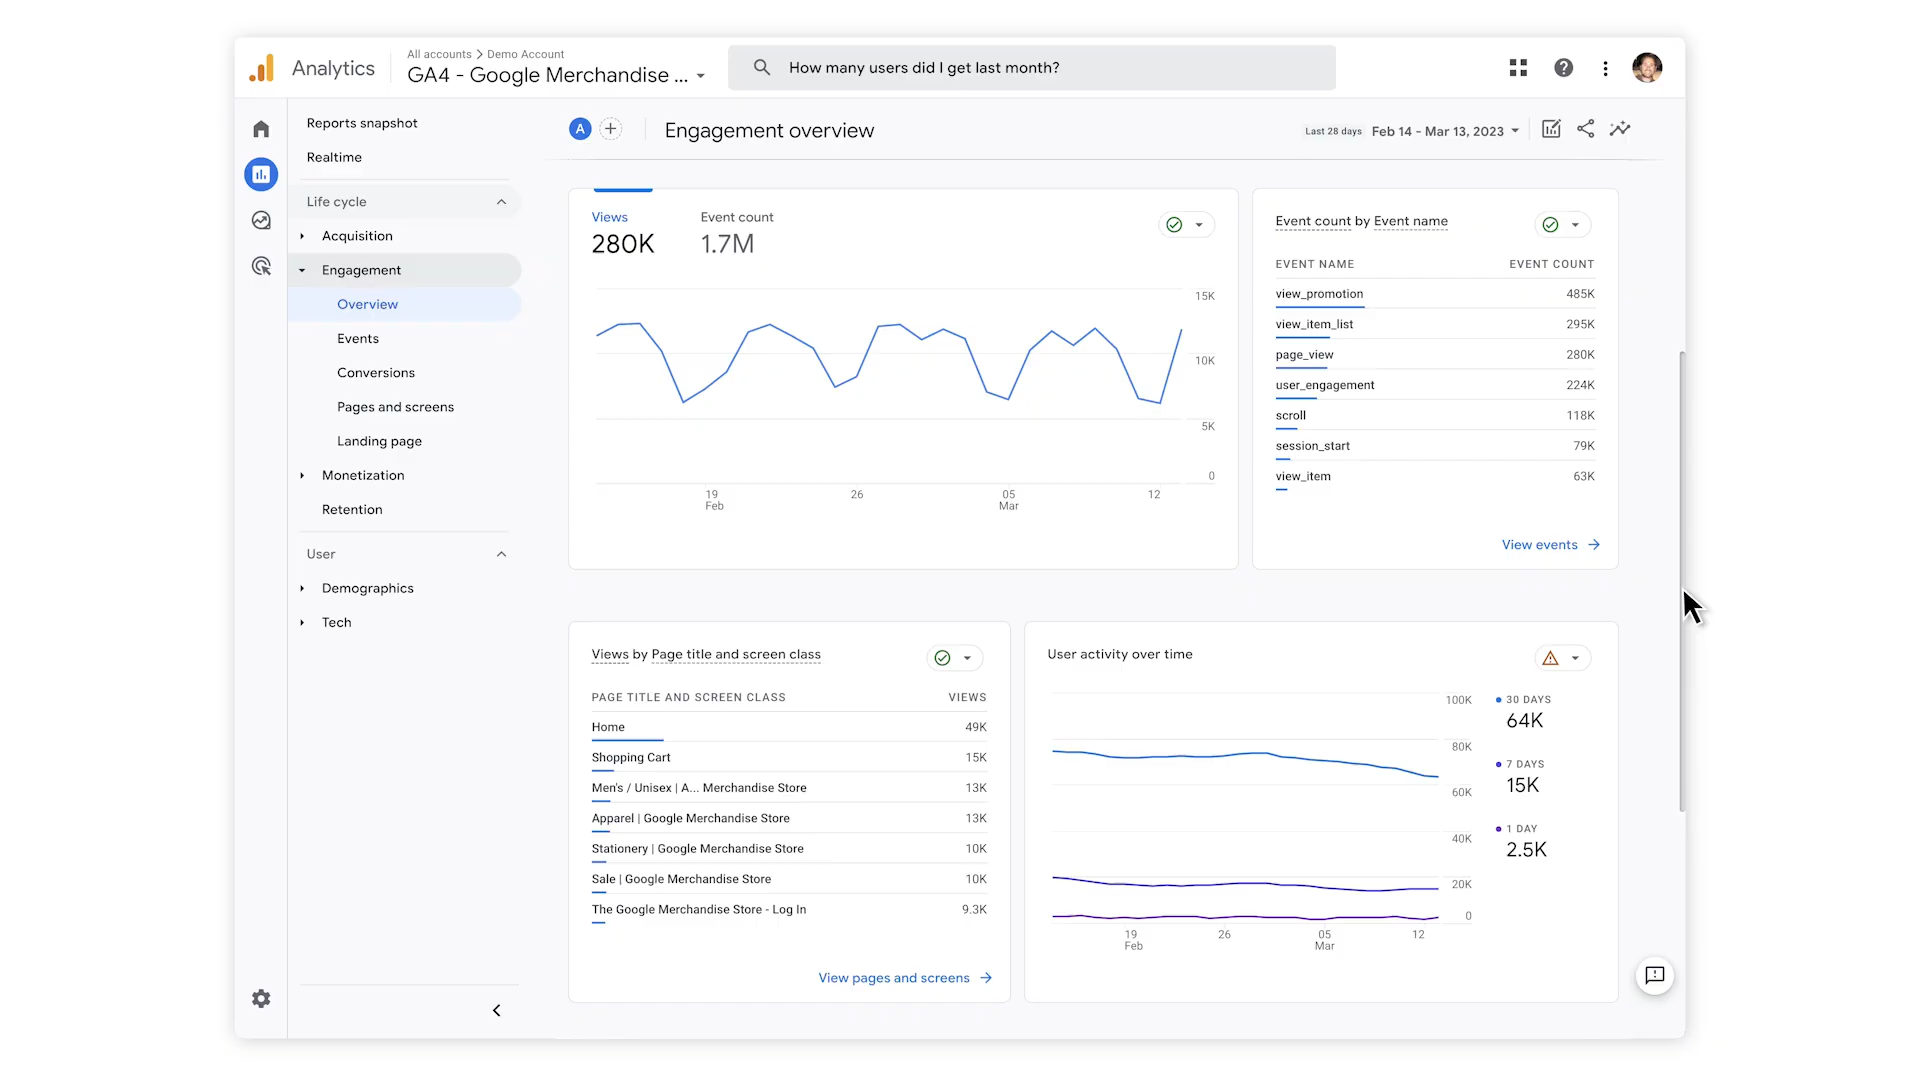 Analytics
All accounts > Demo Account
GA4 - Google Merchandise ...
How many users did I get last month?
Reports snapshot
Realtime
Life cycle
Acquisition
Engagement
Overview
Events
Conversions
Pages and screens
Landing page
Monetization
Retention
User
Demographics
Tech
A
Engagement overview
Last 28 days Feb 14 - Mar 13, 2023
Views
280K
Event count
1.7M
15K
10K
5K
0
19
Feb
26
05
Mar
12
Event count by Event name
EVENT NAME EVENT COUNT
view_promotion 485K
view_item_list 295K
page_view 280K
user_engagement 224K
scroll 118K
session_start 79K
view_item 63K
View events
Views by Page title and screen class
PAGE TITLE AND SCREEN CLASS VIEWS
Home 49K
Shopping Cart 15K
Men's / Unisex | A... Merchandise Store 13K
Apparel | Google Merchandise Store 13K
Stationery | Google Merchandise Store 10K
Sale | Google Merchandise Store 10K
The Google Merchandise Store - Log In 9.3K
View pages and screens
User activity over time
100K
80K
60K
40K
20K
0
19
Feb
26
05
Mar
12
30 DAYS
64K
7 DAYS
15K
1 DAY
2.5K